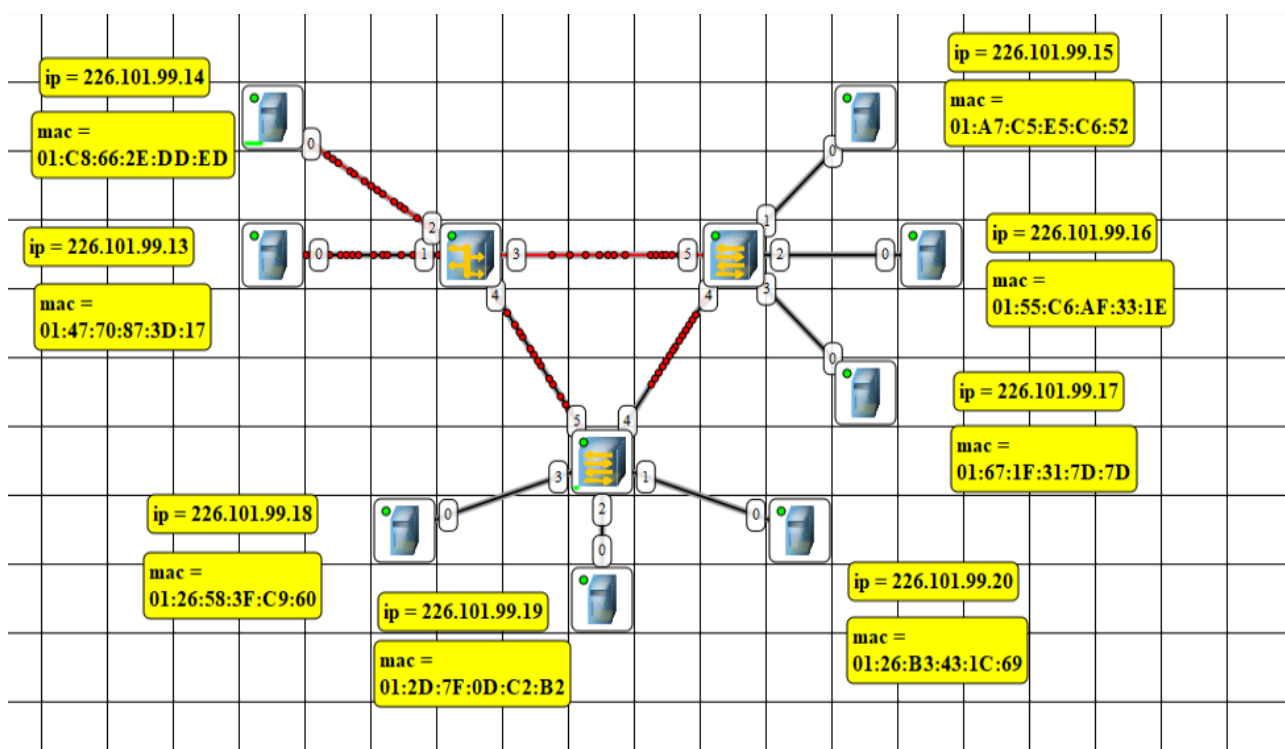 ip = 226.101.99.14
mac =
01:C8:66:2E:DD:ED
ip = 226.101.99.15
mac =
01:A7:C5:E5:C6:52
0
0
2
1
ip = 226.101.99.13
mac =
01:47:70:87:3D:17
0
1
3
5
2
0
ip = 226.101.99.16
mac =
01:55:C6:AF:33:1E
4
4
3
0
ip = 226.101.99.17
mac =
01:67:1F:31:7D:7D
5
4
3
1
2
0
0
0
ip = 226.101.99.18
mac =
01:26:58:3F:C9:60
ip = 226.101.99.19
mac =
01:2D:7F:0D:C2:B2
ip = 226.101.99.20
mac =
01:26:B3:43:1C:69